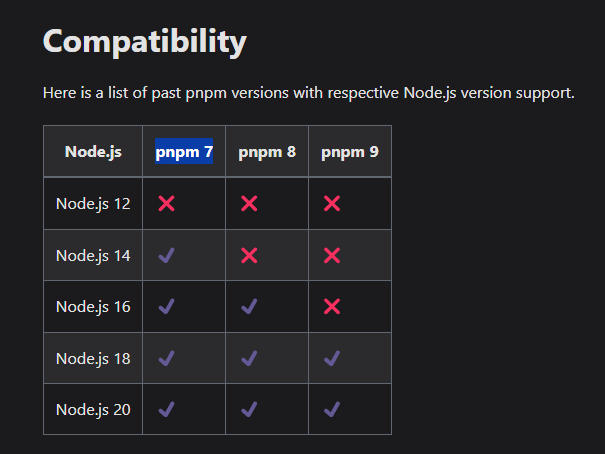 Compatibility
Here is a list of past pnpm versions with respective Node.js version support.
Node.js pnpm 7 pnpm 8 pnpm 9
Node.js 12 ❌ ❌ ❌
Node.js 14 ✔ ❌ ❌
Node.js 16 ✔ ✔ ❌
Node.js 18 ✔ ✔ ✔
Node.js 20 ✔ ✔ ✔